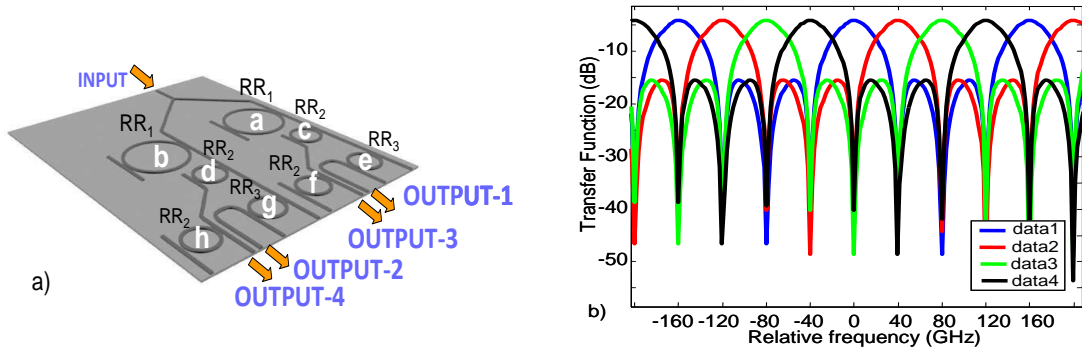 INPUT
RR1
RR2
RR1
a
c
RR3
b
RR2
RR2
e
d
f
RR3
g
OUTPUT-1
RR2
h
OUTPUT-3
OUTPUT-2
OUTPUT-4
a)
Transfer Function (dB)
-10
-20
-30
-40
-50
data1
data2
data3
data4
b)
-160 -120 -80 -40 0 40 80 120 160
Relative frequency (GHz)